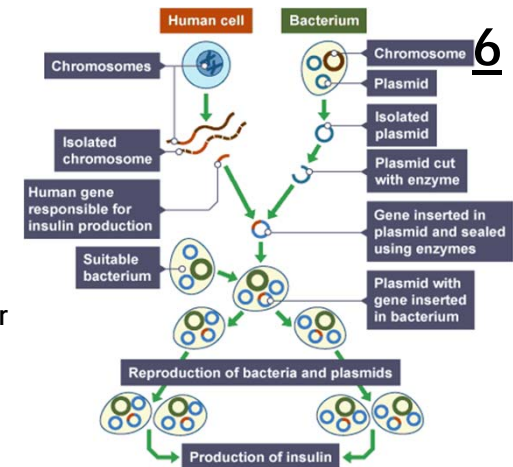 Human cell
Bacterium
6
Chromosomes
Chromosome
Plasmid
Isolated
plasmid
Isolated
chromosome
Plasmid cut
with enzyme
Human gene
responsible for
insulin production
Gene inserted in
plasmid and sealed
using enzymes
Suitable
bacterium
Plasmid with
gene inserted
in bacterium
r
Reproduction of bacteria and plasmids
Production of insulin